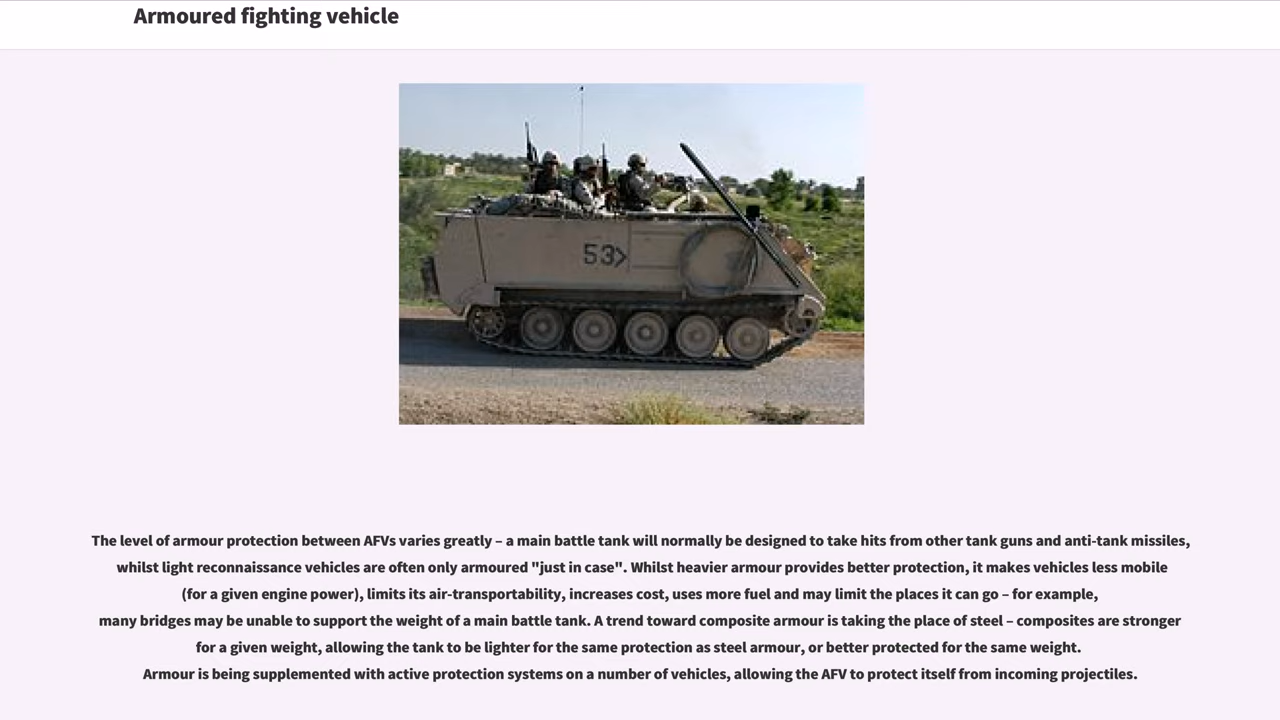 Armoured fighting vehicle
53>
The level of armour protection between AFVs varies greatly – a main battle tank will normally be designed to take hits from other tank guns and anti-tank missiles,
whilst light reconnaissance vehicles are often only armoured "just in case". Whilst heavier armour provides better protection, it makes vehicles less mobile
(for a given engine power), limits its air-transportability, increases cost, uses more fuel and may limit the places it can go – for example,
many bridges may be unable to support the weight of a main battle tank. A trend toward composite armour is taking the place of steel – composites are stronger
for a given weight, allowing the tank to be lighter for the same protection as steel armour, or better protected for the same weight.
Armour is being supplemented with active protection systems on a number of vehicles, allowing the AFV to protect itself from incoming projectiles.